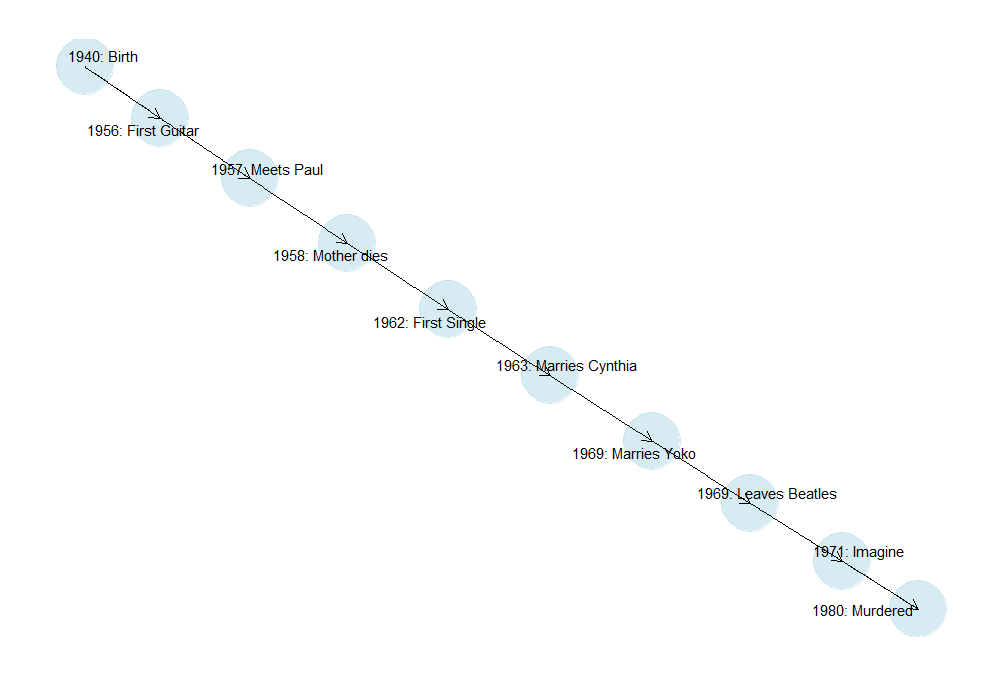 1940: Birth
1956: First Guitar
1957: Meets Paul
1958: Mother dies
1962: First Single
1963: Marries Cynthia
1969: Marries Yoko
1969: Leaves Beatles
1971: Imagine
1980: Murdered